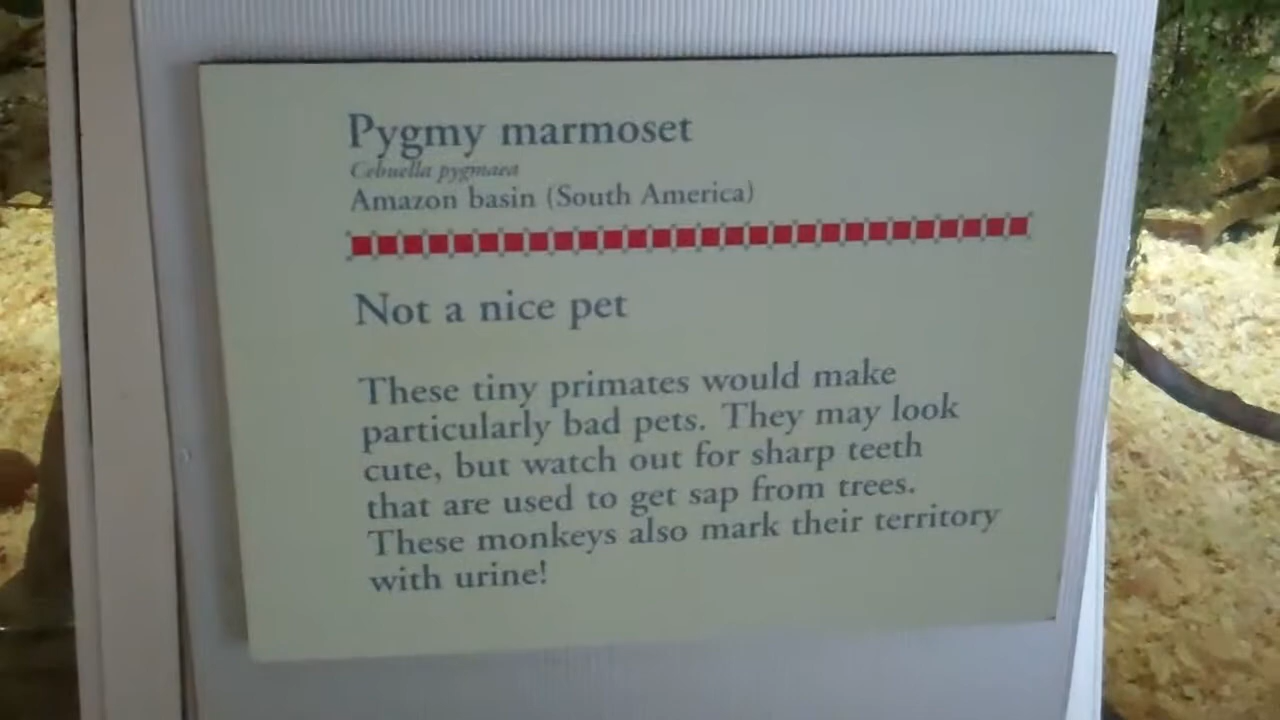 Pygmy marmoset
Cebuella pygmaea
Amazon basin (South America)
Not a nice pet
These tiny primates would make
particularly bad pets. They may look
cute, but watch out for sharp teeth
that are used to get sap from trees.
These monkeys also mark their territory
with urine!